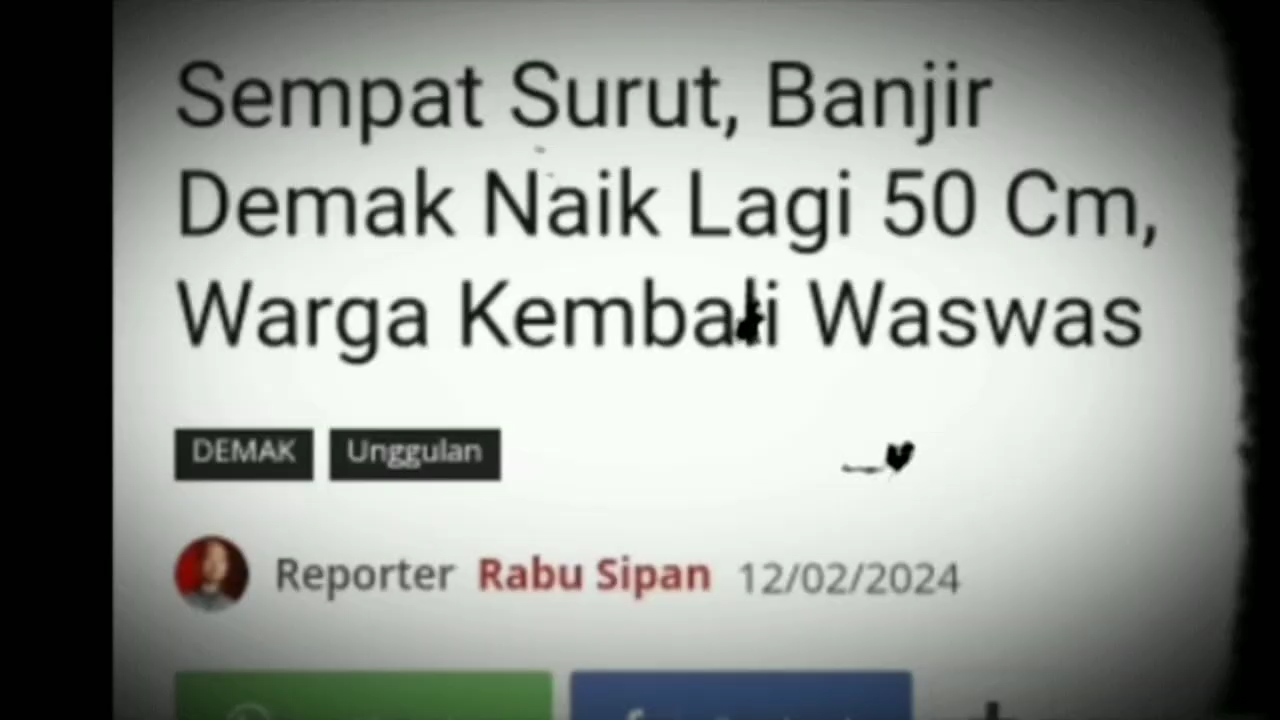 Sempat Surut, Banjir
Demak Naik Lagi 50 Cm,
Warga Kembali Waswas
DEMAK Unggulan
Reporter Rabu Sipan 12/02/2024